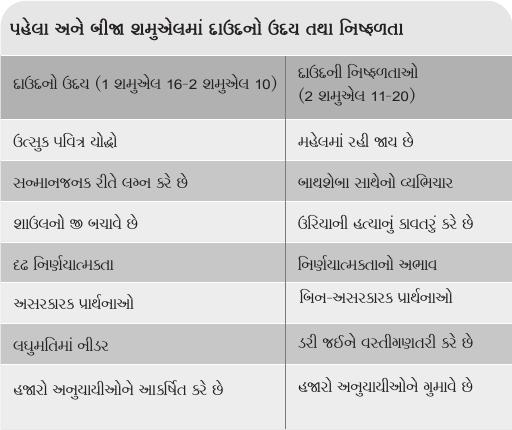 પહેલા અને બીજા શમુએલમાં દાઉદનો ઉદય તથા નિષ્ફળતા
દાઉદનો ઉદય (1 શમુએલ 16-2 શમુએલ 10)
દાઉદની નિષ્ફળતાઓ
(2 શમુએલ 11-20)
ઉત્સુક પવિત્ર યોદ્ધો
મહેલમાં રહી જાય છે
સન્માનજનક રીતે લગ્ન કરે છે
બાથશેબા સાથેનો વ્યભિચાર
શાઉલનો જી બચાવે છે
ઉરિયાની હત્યાનું કાવતરું કરે છે
દઢ નિર્ણયાત્મકતા
નિર્ણયાત્મકતાનો અભાવ
અસરકારક પ્રાર્થનાઓ
બિન-અસરકારક પ્રાર્થનાઓ
લઘુમતિમાં નીડર
ડરી જઈને વસ્તીગણતરી કરે છે
હજારો અનુયાયીઓને આકર્ષિત કરે છે
હજારો અનુયાયીઓને ગુમાવે છે